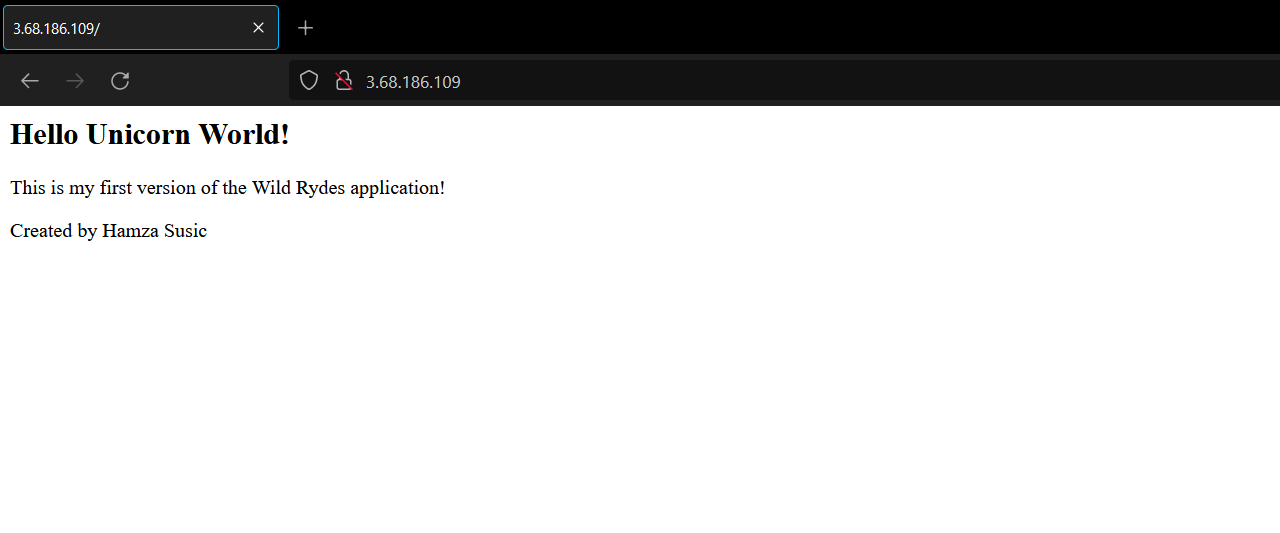 3.68.186.109/
3.68.186.109
Hello Unicorn World!
This is my first version of the Wild Rydes application!
Created by Hamza Susic